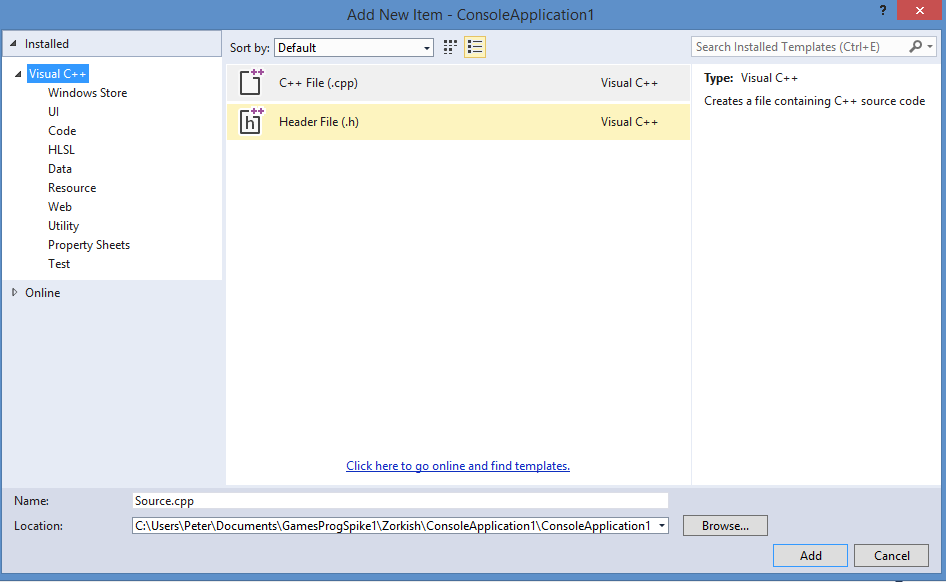 Add New Item - ConsoleApplication1
?
Installed
Sort by: Default
Search Installed Templates (Ctrl+E)
Visual C++
Windows Store
UI
Code
HLSL
Data
Resource
Web
Utility
Property Sheets
Test
Online
++
C++ File (.cpp) Visual C++
h++
Header File (.h) Visual C++
Type: Visual C++
Creates a file containing C++ source code
Click here to go online and find templates.
Name: Source.cpp
Location: C:\Users\Peter\Documents\GamesProgSpike1\Zorkish\ConsoleApplication1\ConsoleApplication1
Browse...
Add Cancel